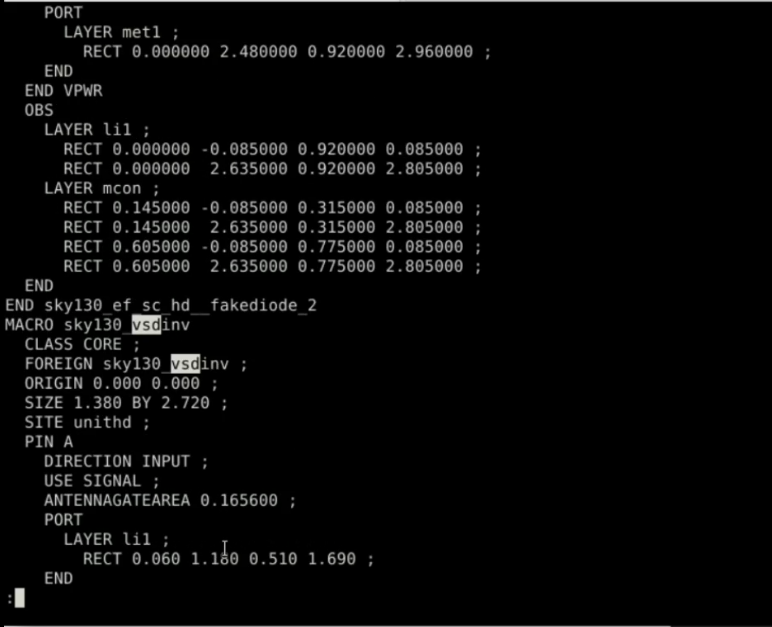 PORT
LAYER met1 ;
RECT 0.000000 2.480000 0.920000 2.960000 ;
END
END VPWR
OBS
LAYER li1 ;
RECT 0.000000 -0.085000 0.920000 0.085000 ;
RECT 0.000000 2.635000 0.920000 2.805000 ;
LAYER mcon ;
RECT 0.145000 -0.085000 0.315000 0.085000 ;
RECT 0.145000 2.635000 0.315000 2.805000 ;
RECT 0.605000 -0.085000 0.775000 0.085000 ;
RECT 0.605000 2.635000 0.775000 2.805000 ;
END
END sky130_ef_sc_hd__fakediode_2
MACRO sky130_vsdinv
CLASS CORE ;
FOREIGN sky130_vsdinv ;
ORIGIN 0.000 0.000 ;
SIZE 1.380 BY 2.720 ;
SITE unithd ;
PIN A
DIRECTION INPUT ;
USE SIGNAL ;
ANTENNAGATEAREA 0.165600 ;
PORT
LAYER li1 ;
RECT 0.060 1.180 0.510 1.690 ;
END
: